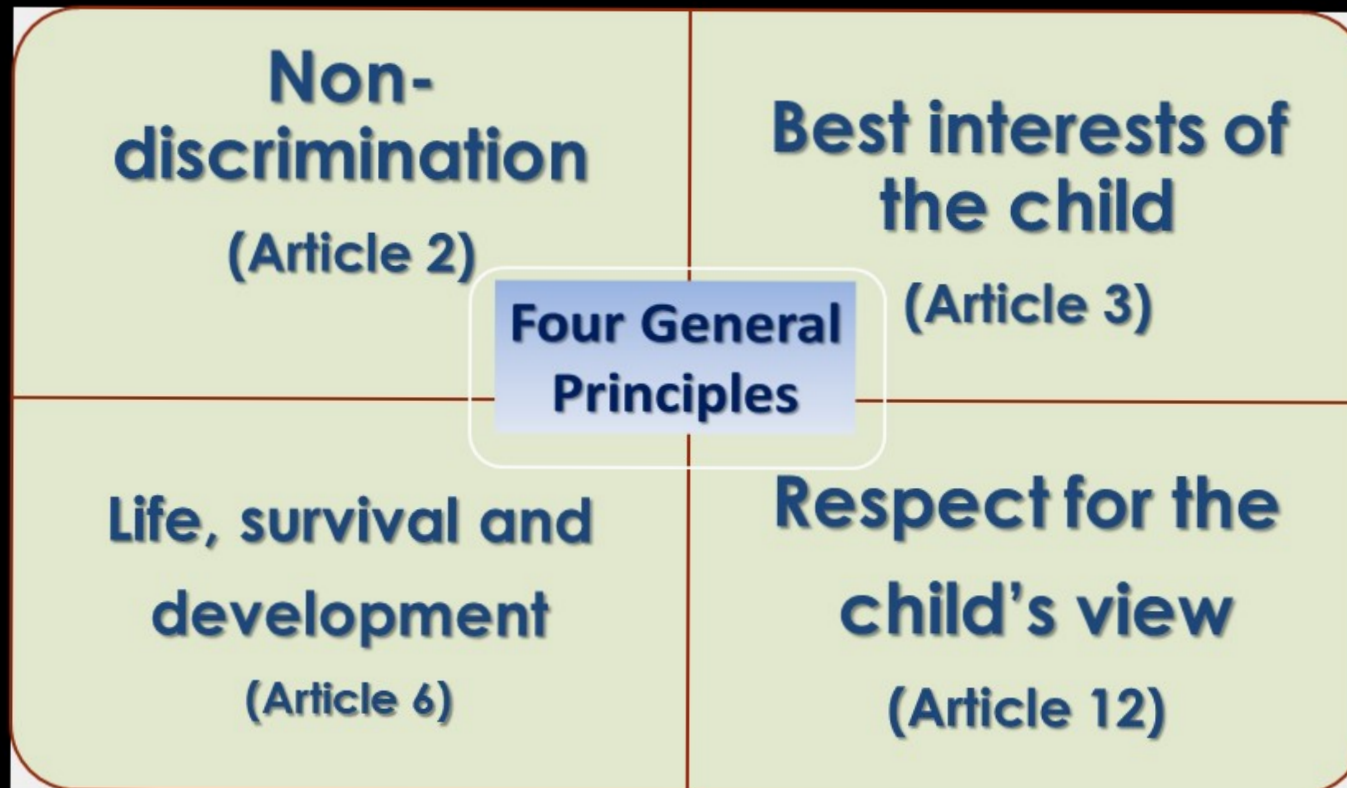 Non-
discrimination
(Article 2)
Best interests of
the child
(Article 3)
Four General
Principles
Life, survival and
development
(Article 6)
Respect for the
child’s view
(Article 12)